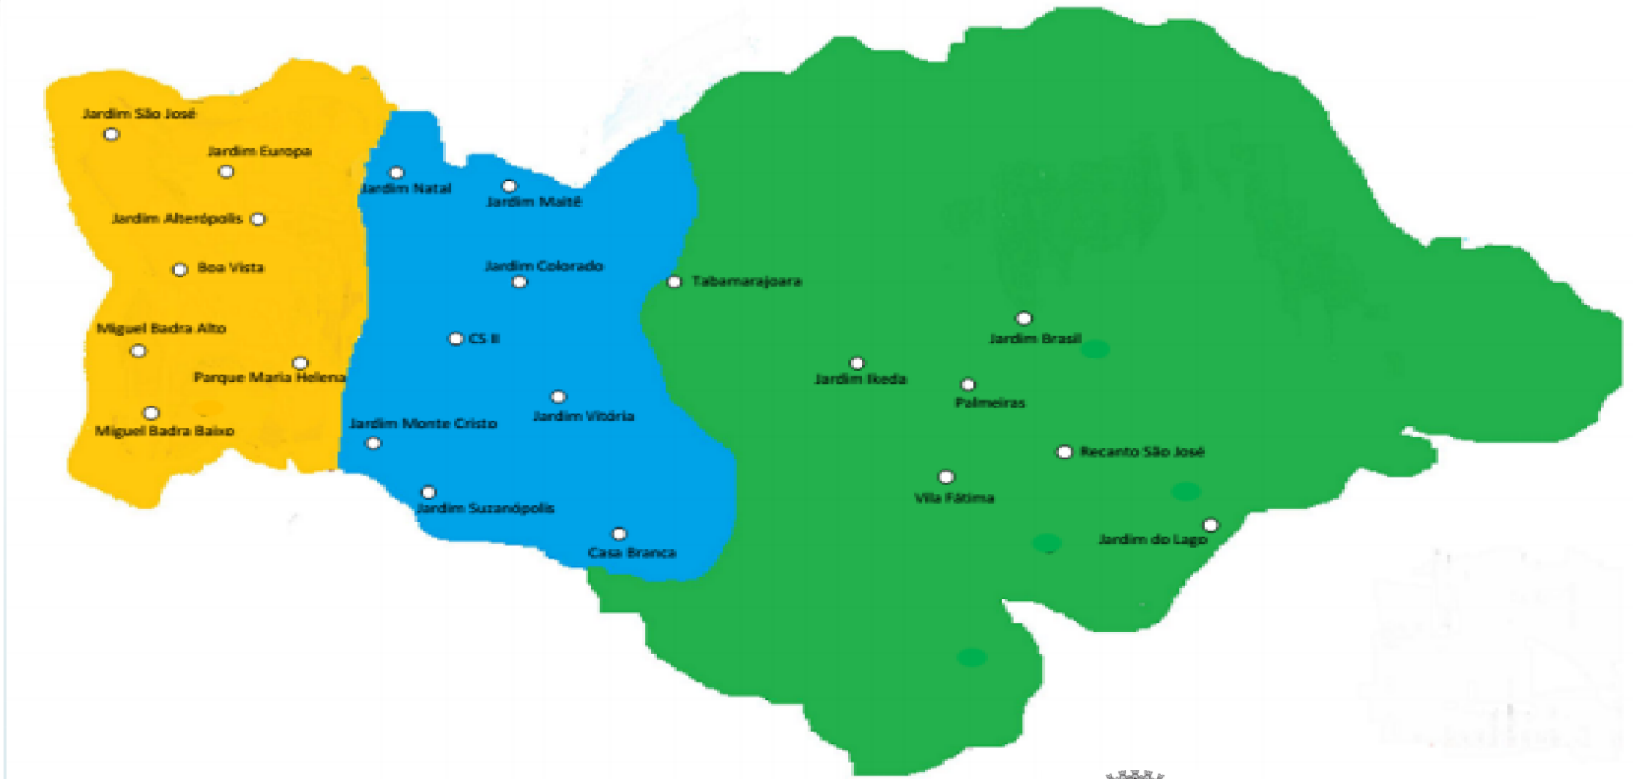 Jardim São José
Jardim Europa
Jardim Alterópolis
Boa Vista
Miguel Badra Alto
Parque Maria Helena
Miguel Badra Baixo
Jardim Natal
Jardim Maitê
Jardim Colorado
CS II
Jardim Vitória
Jardim Monte Cristo
Jardim Suzanópolis
Casa Branca
Tabamarajoara
Jardim Brasil
Jardim Ikeda
Palmeiras
Recanto São José
Vila Fátima
Jardim do Lago